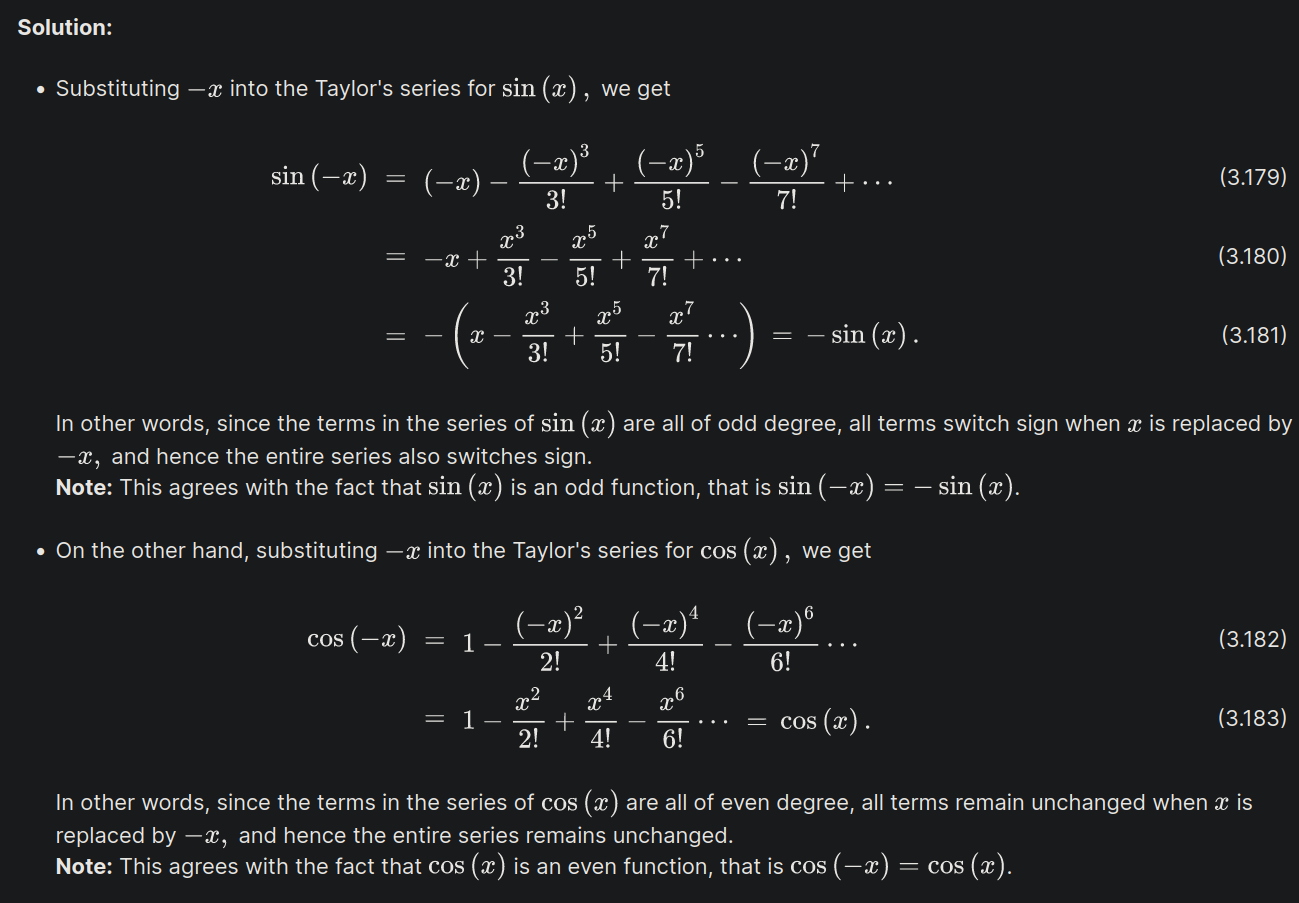 Solution:
• Substituting $-x$ into the Taylor's series for $\sin(x)$, we get
$\sin(-x) = (-x) - \frac{(-x)^3}{3!} + \frac{(-x)^5}{5!} - \frac{(-x)^7}{7!} + \cdots$ (3.179)
$= -x + \frac{x^3}{3!} - \frac{x^5}{5!} + \frac{x^7}{7!} + \cdots$ (3.180)
$= -\left(x - \frac{x^3}{3!} + \frac{x^5}{5!} - \frac{x^7}{7!} \cdots\right) = -\sin(x).$ (3.181)
In other words, since the terms in the series of $\sin(x)$ are all of odd degree, all terms switch sign when $x$ is replaced by
$-x$, and hence the entire series also switches sign.
Note: This agrees with the fact that $\sin(x)$ is an odd function, that is $\sin(-x) = -\sin(x)$.
• On the other hand, substituting $-x$ into the Taylor's series for $\cos(x)$, we get
$\cos(-x) = 1 - \frac{(-x)^2}{2!} + \frac{(-x)^4}{4!} - \frac{(-x)^6}{6!} \cdots$ (3.182)
$= 1 - \frac{x^2}{2!} + \frac{x^4}{4!} - \frac{x^6}{6!} \cdots = \cos(x).$ (3.183)
In other words, since the terms in the series of $\cos(x)$ are all of even degree, all terms remain unchanged when $x$ is
replaced by $-x$, and hence the entire series remains unchanged.
Note: This agrees with the fact that $\cos(x)$ is an even function, that is $\cos(-x) = \cos(x)$.